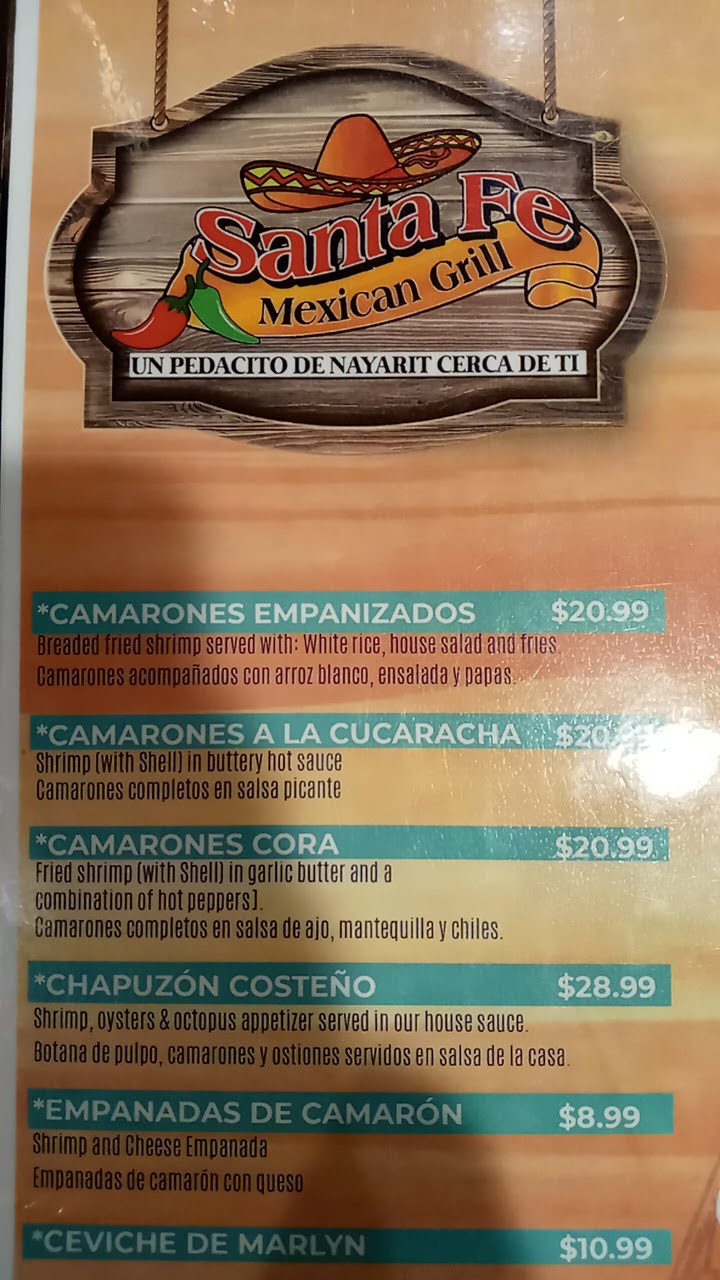 Santa Fe
Mexican Grill
UN PEDACITO DE NAYARIT CERCA DE TI
*CAMARONES EMPANIZADOS $20.99
Breaded fried shrimp served with: White rice, house salad and fries.
Camarones acompañados con arroz blanco, ensalada y papas.
*CAMARONES A LA CUCARACHA
Shrimp (with Shell) in buttery hot sauce
Camarones completos en salsa picante
*CAMARONES CORA $20.99
Fried shrimp (with Shell) in garlic butter and a
combination of hot peppers).
Camarones completos en salsa de ajo, mantequilla y chiles.
*CHAPUZÓN COSTEÑO $28.99
Shrimp, oysters & octopus appetizer served in our house sauce.
Botana de pulpo, camarones y ostiones servidos en salsa de la casa.
*EMPANADAS DE CAMARÓN $8.99
Shrimp and Cheese Empanada
Empanadas de camarón con queso
*CEVICHE DE MARLYN $10.99